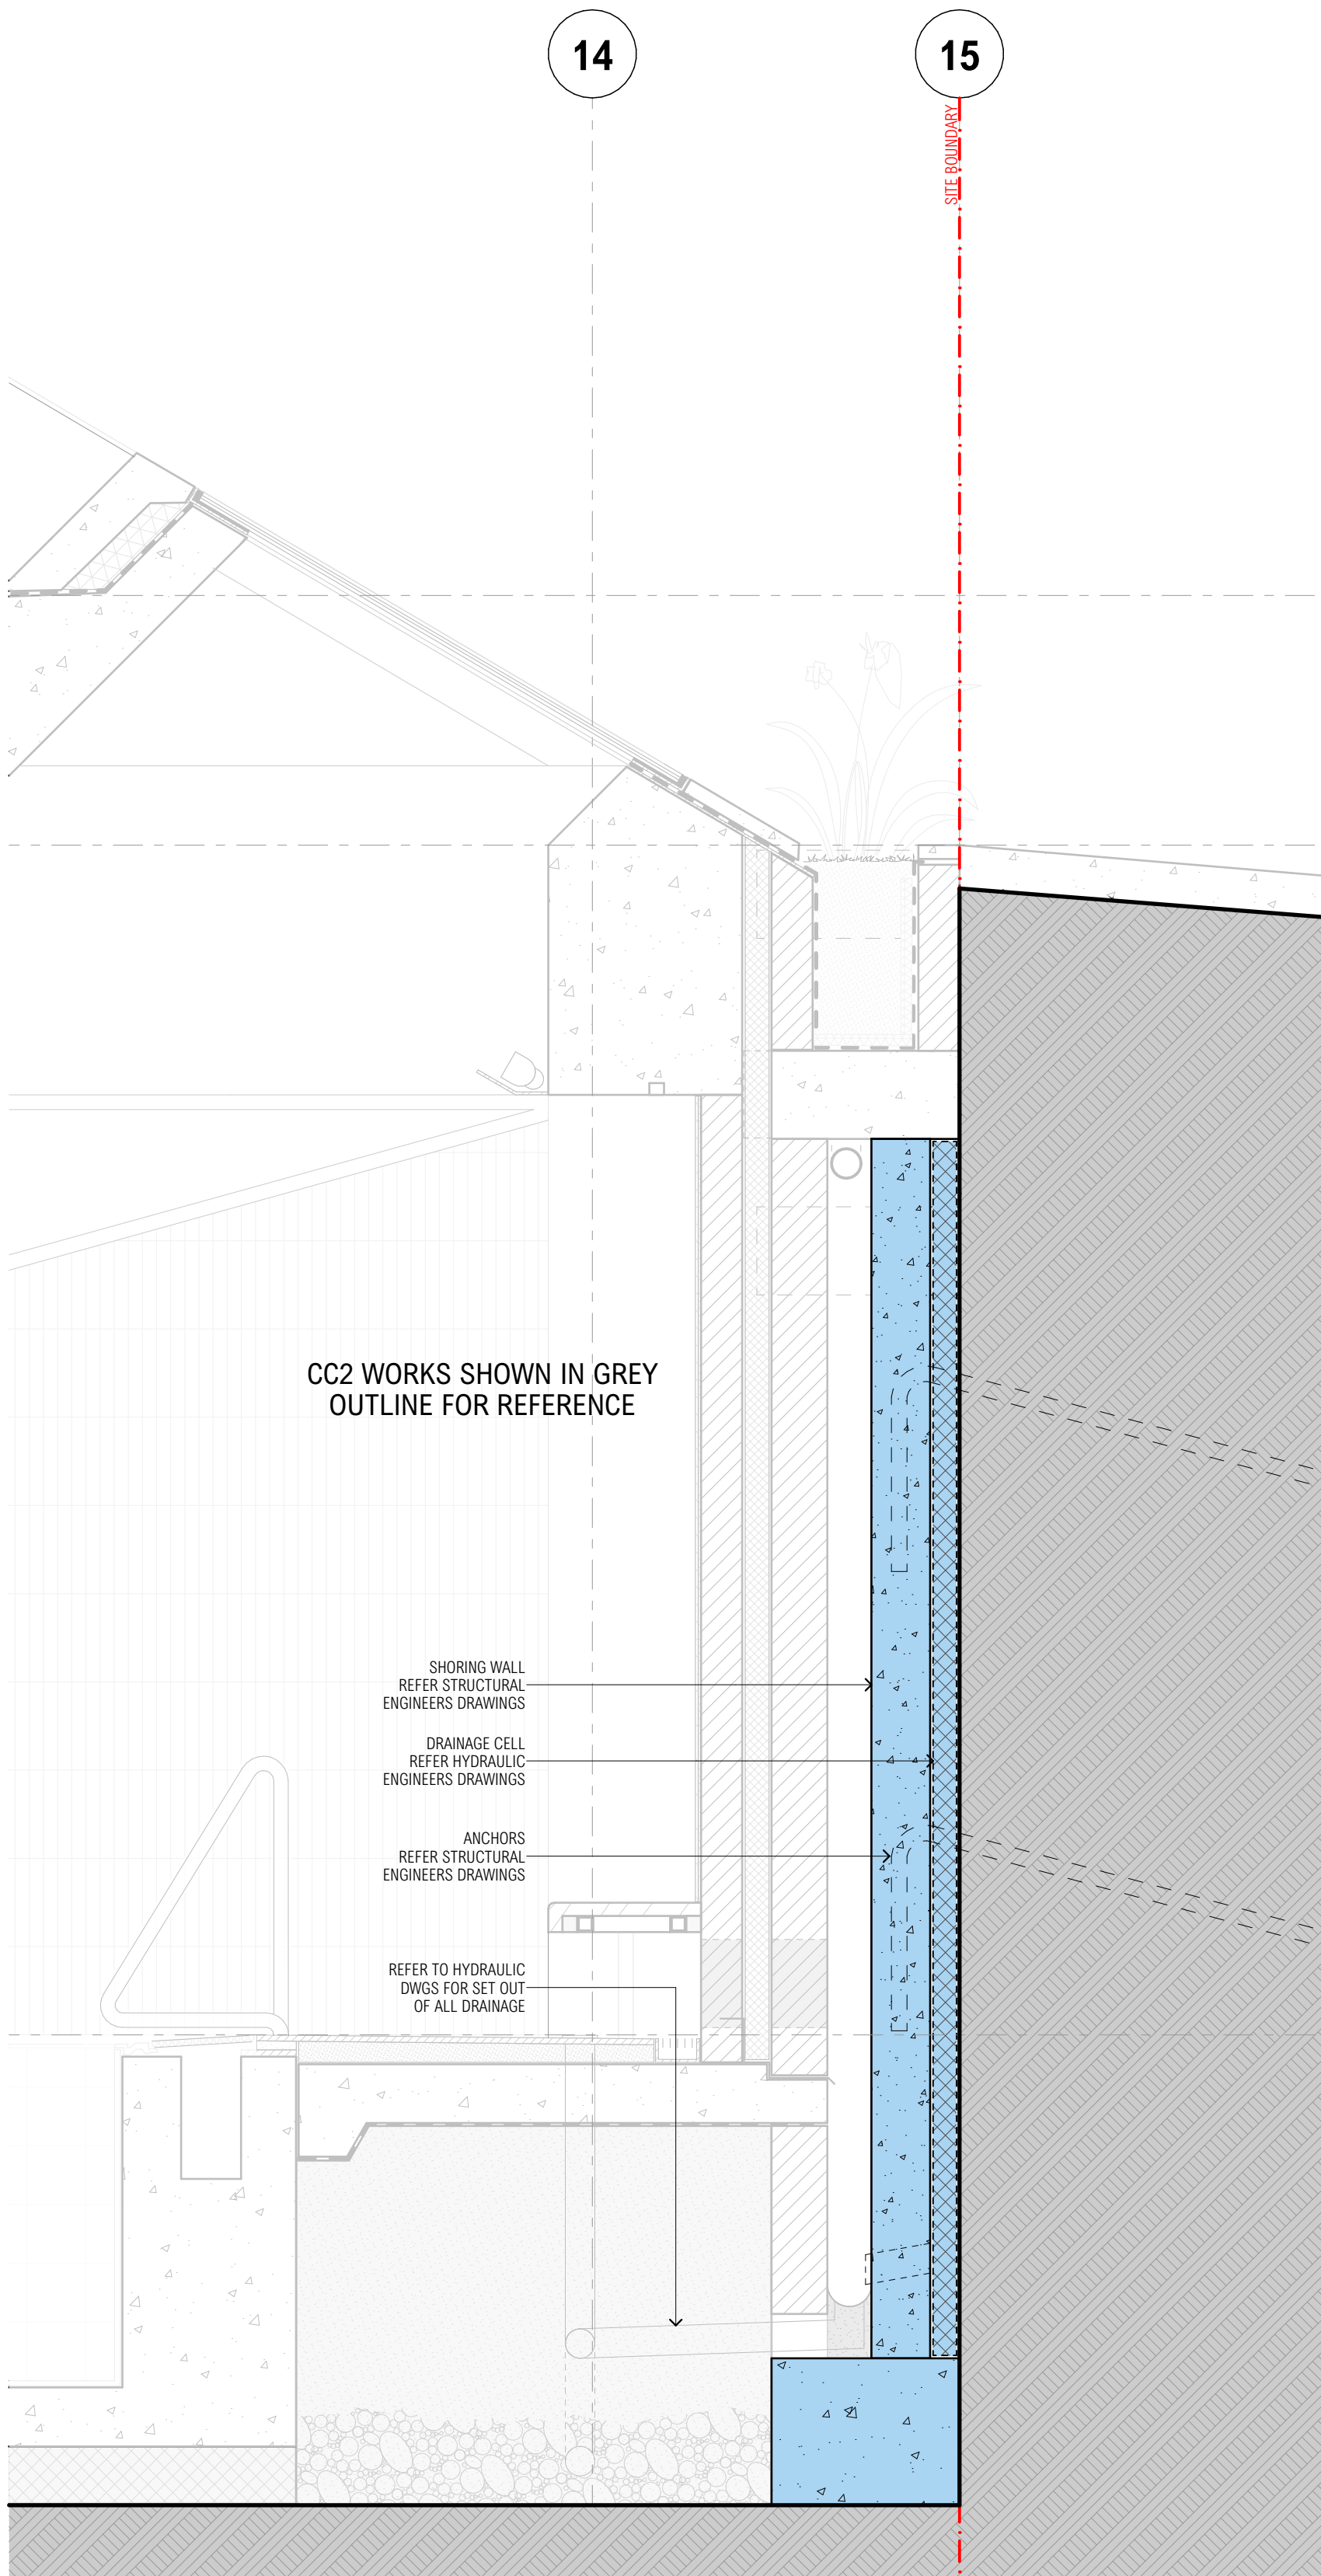 14
15
SITE BOUNDARY
CC2 WORKS SHOWN IN GREY
OUTLINE FOR REFERENCE
SHORING WALL
REFER STRUCTURAL
ENGINEERS DRAWINGS
DRAINAGE CELL
REFER HYDRAULIC
ENGINEERS DRAWINGS
ANCHORS
REFER STRUCTURAL
ENGINEERS DRAWINGS
REFER TO HYDRAULIC
DWGS FOR SET OUT
OF ALL DRAINAGE